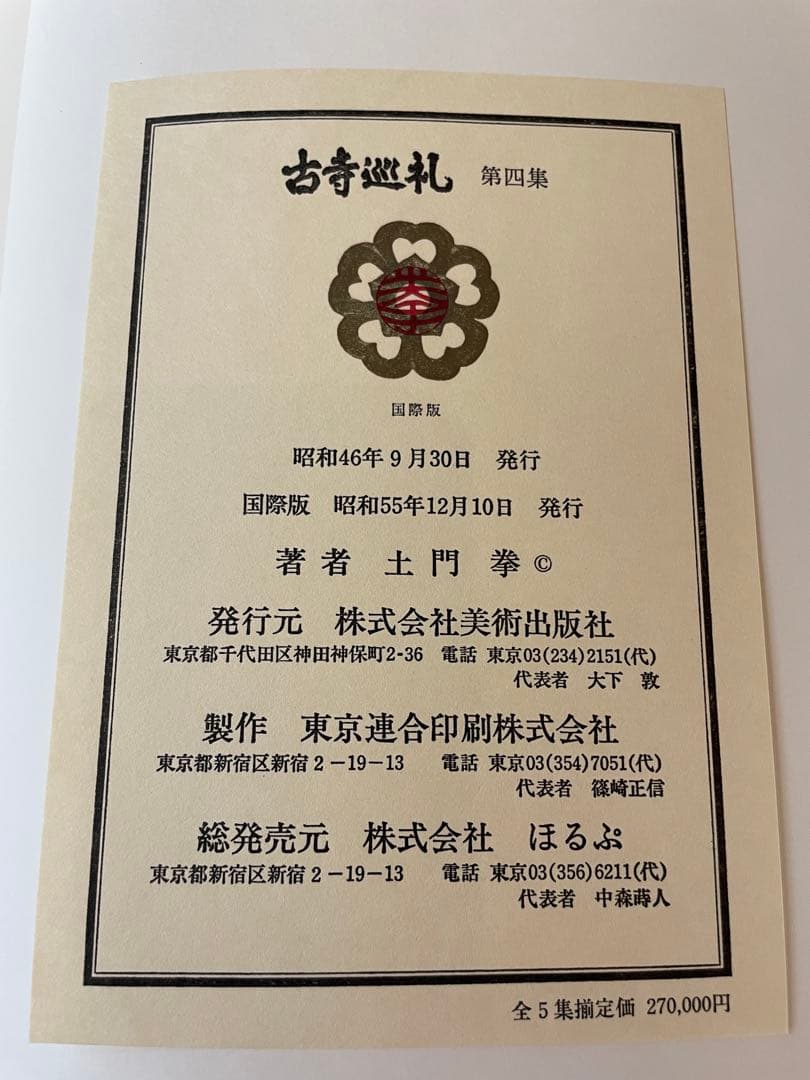 古寺巡礼 第四集
拳
国際版
昭和46年9月30日 発行
国際版 昭和55年12月10日 発行
著者 土門 拳©
発行元 株式会社美術出版社
東京都千代田区神田神保町2-36 電話 東京03(234)2151(代)
代表者 大下 敦
製作 東京連合印刷株式会社
東京都新宿区新宿2-19-13 電話 東京03(354)7051(代)
代表者 篠崎正信
総発売元 株式会社 ほるぷ
東京都新宿区新宿2-19-13 電話 東京03(356)6211(代)
代表者 中森蒔人
全5集揃定価 270,000円